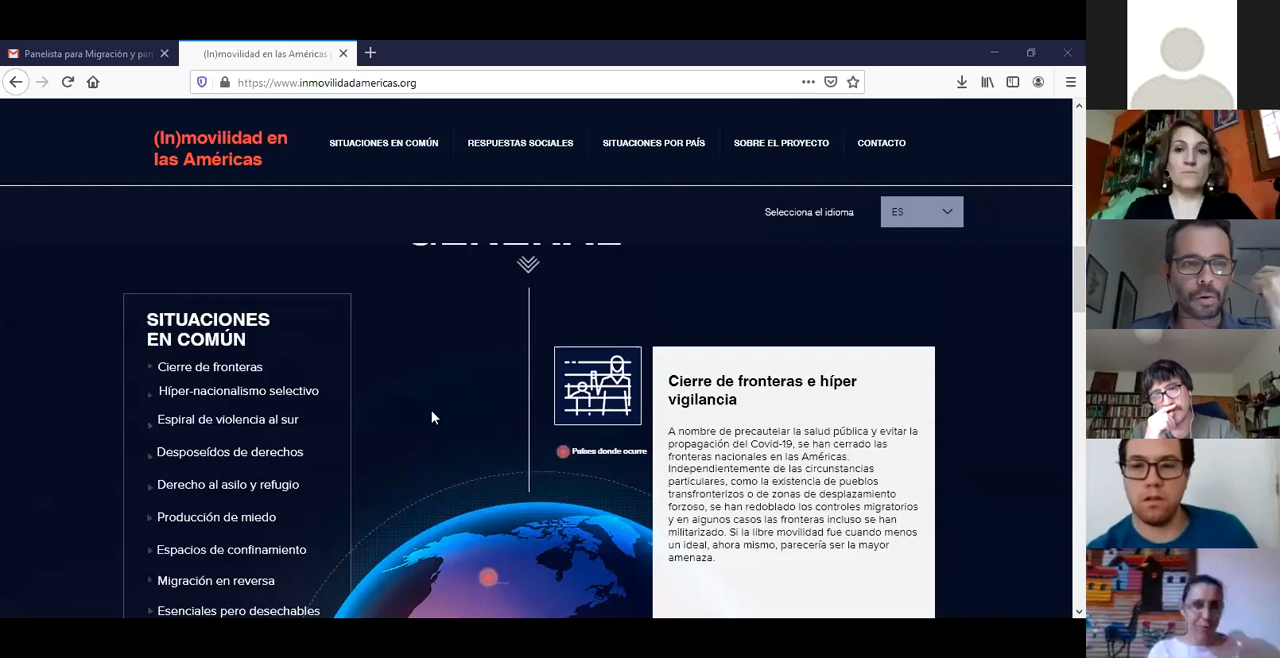 Panelista para Migración y pan
(In)movilidad en las Américas
https://www.inmovilidadamericas.org
(In)movilidad en
las Américas
SITUACIONES EN COMÚN
RESPUESTAS SOCIALES
SITUACIONES POR PAÍS
SOBRE EL PROYECTO
CONTACTO
Selecciona el idioma
ES
SITUACIONES
EN COMÚN
Cierre de fronteras
Híper-nacionalismo selectivo
Espiral de violencia al sur
Desposeídos de derechos
Derecho al asilo y refugio
Producción de miedo
Espacios de confinamiento
Migración en reversa
Esenciales pero desechables
Países donde ocurre
Cierre de fronteras e híper
vigilancia
A nombre de precautelar la salud pública y evitar la
propagación del Covid-19, se han cerrado las
fronteras nacionales en las Américas.
Independientemente de las circunstancias
particulares, como la existencia de pueblos
transfronterizos o de zonas de desplazamiento
forzoso, se han redoblado los controles migratorios
y en algunos casos las fronteras incluso se han
militarizado. Si la libre movilidad fue cuando menos
un ideal, ahora mismo, parecería ser la mayor
amenaza.